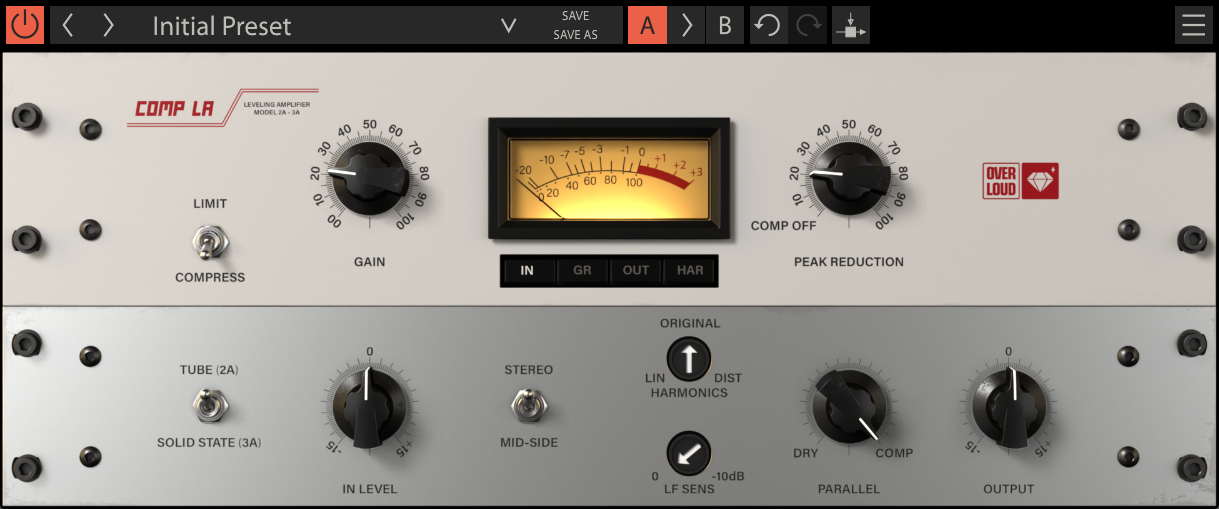 Initial Preset
SAVE
SAVE AS
A
B
COMP LA
LEVELING AMPLIFIER
MODEL 2A - 3A
LIMIT
COMPRESS
00 20 30 40 50 60 70 80 90 100
GAIN
-20 -10 -7 -5 -3 -1 0 +1 +2 +3
0 20 40 60 80 100
IN GR OUT HAR
20 30 40 50 60 70 80 90 100
COMP OFF
PEAK REDUCTION
OVER
LOUD
TUBE (2A)
SOLID STATE (3A)
0
-15 +15
IN LEVEL
STEREO
MID-SIDE
ORIGINAL
LIN DIST
HARMONICS
0 -10dB
LF SENS
DRY COMP
PARALLEL
0
-15 +15
OUTPUT